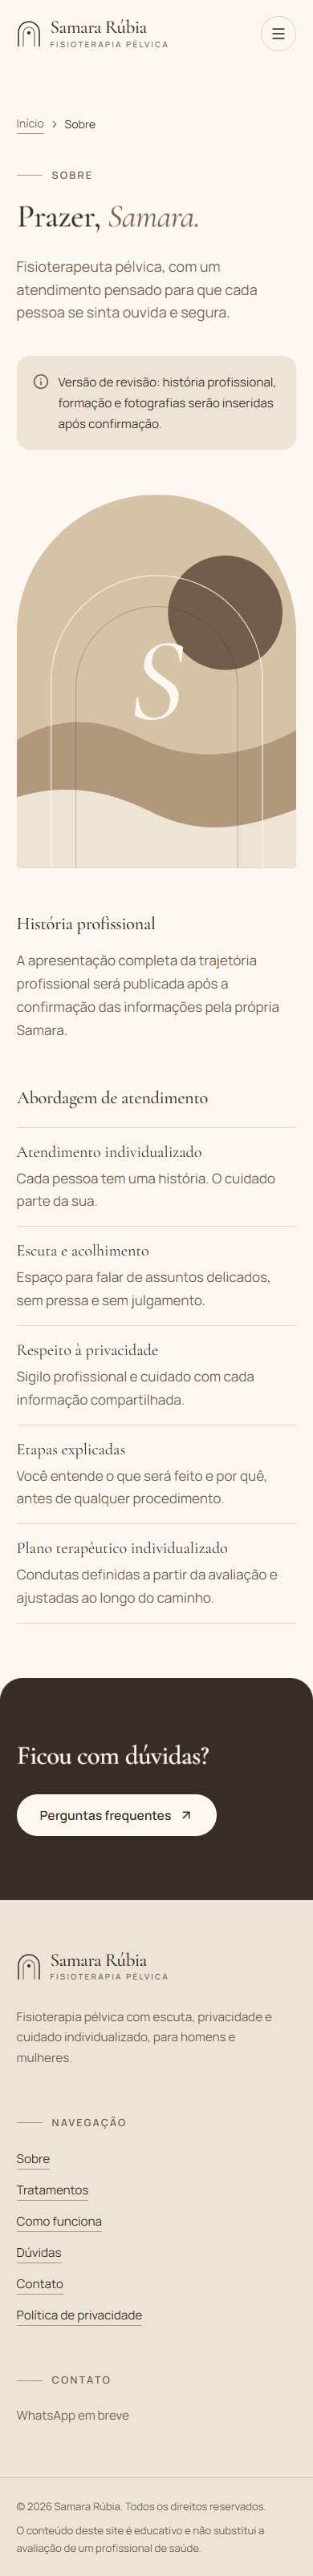 Samara Rúbia
FISIOTERAPIA PÉLVICA
Início > Sobre
SOBRE
Prazer, Samara.
Fisioterapeuta pélvica, com um
atendimento pensado para que cada
pessoa se sinta ouvida e segura.
Versão de revisão: história profissional,
formação e fotografias serão inseridas
após confirmação.
S
História profissional
A apresentação completa da trajetória
profissional será publicada após a
confirmação das informações pela própria
Samara.
Abordagem de atendimento
Atendimento individualizado
Cada pessoa tem uma história. O cuidado
parte da sua.
Escuta e acolhimento
Espaço para falar de assuntos delicados,
sem pressa e sem julgamento.
Respeito à privacidade
Sigilo profissional e cuidado com cada
informação compartilhada.
Etapas explicadas
Você entende o que será feito e por quê,
antes de qualquer procedimento.
Plano terapêutico individualizado
Condutas definidas a partir da avaliação e
ajustadas ao longo do caminho.
Ficou com dúvidas?
Perguntas frequentes
Samara Rúbia
FISIOTERAPIA PÉLVICA
Fisioterapia pélvica com escuta, privacidade e
cuidado individualizado, para homens e
mulheres.
NAVEGAÇÃO
Sobre
Tratamentos
Como funciona
Dúvidas
Contato
Política de privacidade
CONTATO
WhatsApp em breve
© 2026 Samara Rúbia. Todos os direitos reservados.
O conteúdo deste site é educativo e não substitui a
avaliação de um profissional de saúde.